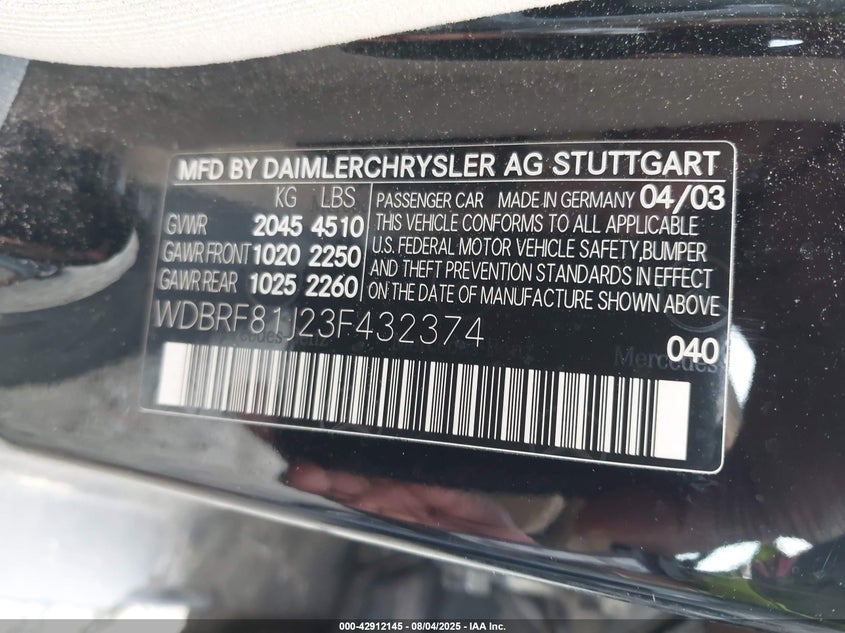 MFD BY DAIMLERCHRYSLER AG STUTTGART
KG LBS
GVWR 2045 4510
GAWR FRONT 1020 2250
GAWR REAR 1025 2260
PASSENGER CAR MADE IN GERMANY 04/03
THIS VEHICLE CONFORMS TO ALL APPLICABLE
U.S. FEDERAL MOTOR VEHICLE SAFETY,BUMPER
AND THEFT PREVENTION STANDARDS IN EFFECT
ON THE DATE OF MANUFACTURE SHOWN ABOVE
WDBRF81J23F432374
040
Mercedes
000-42912145 - 08/04/2025 - IAA Inc.